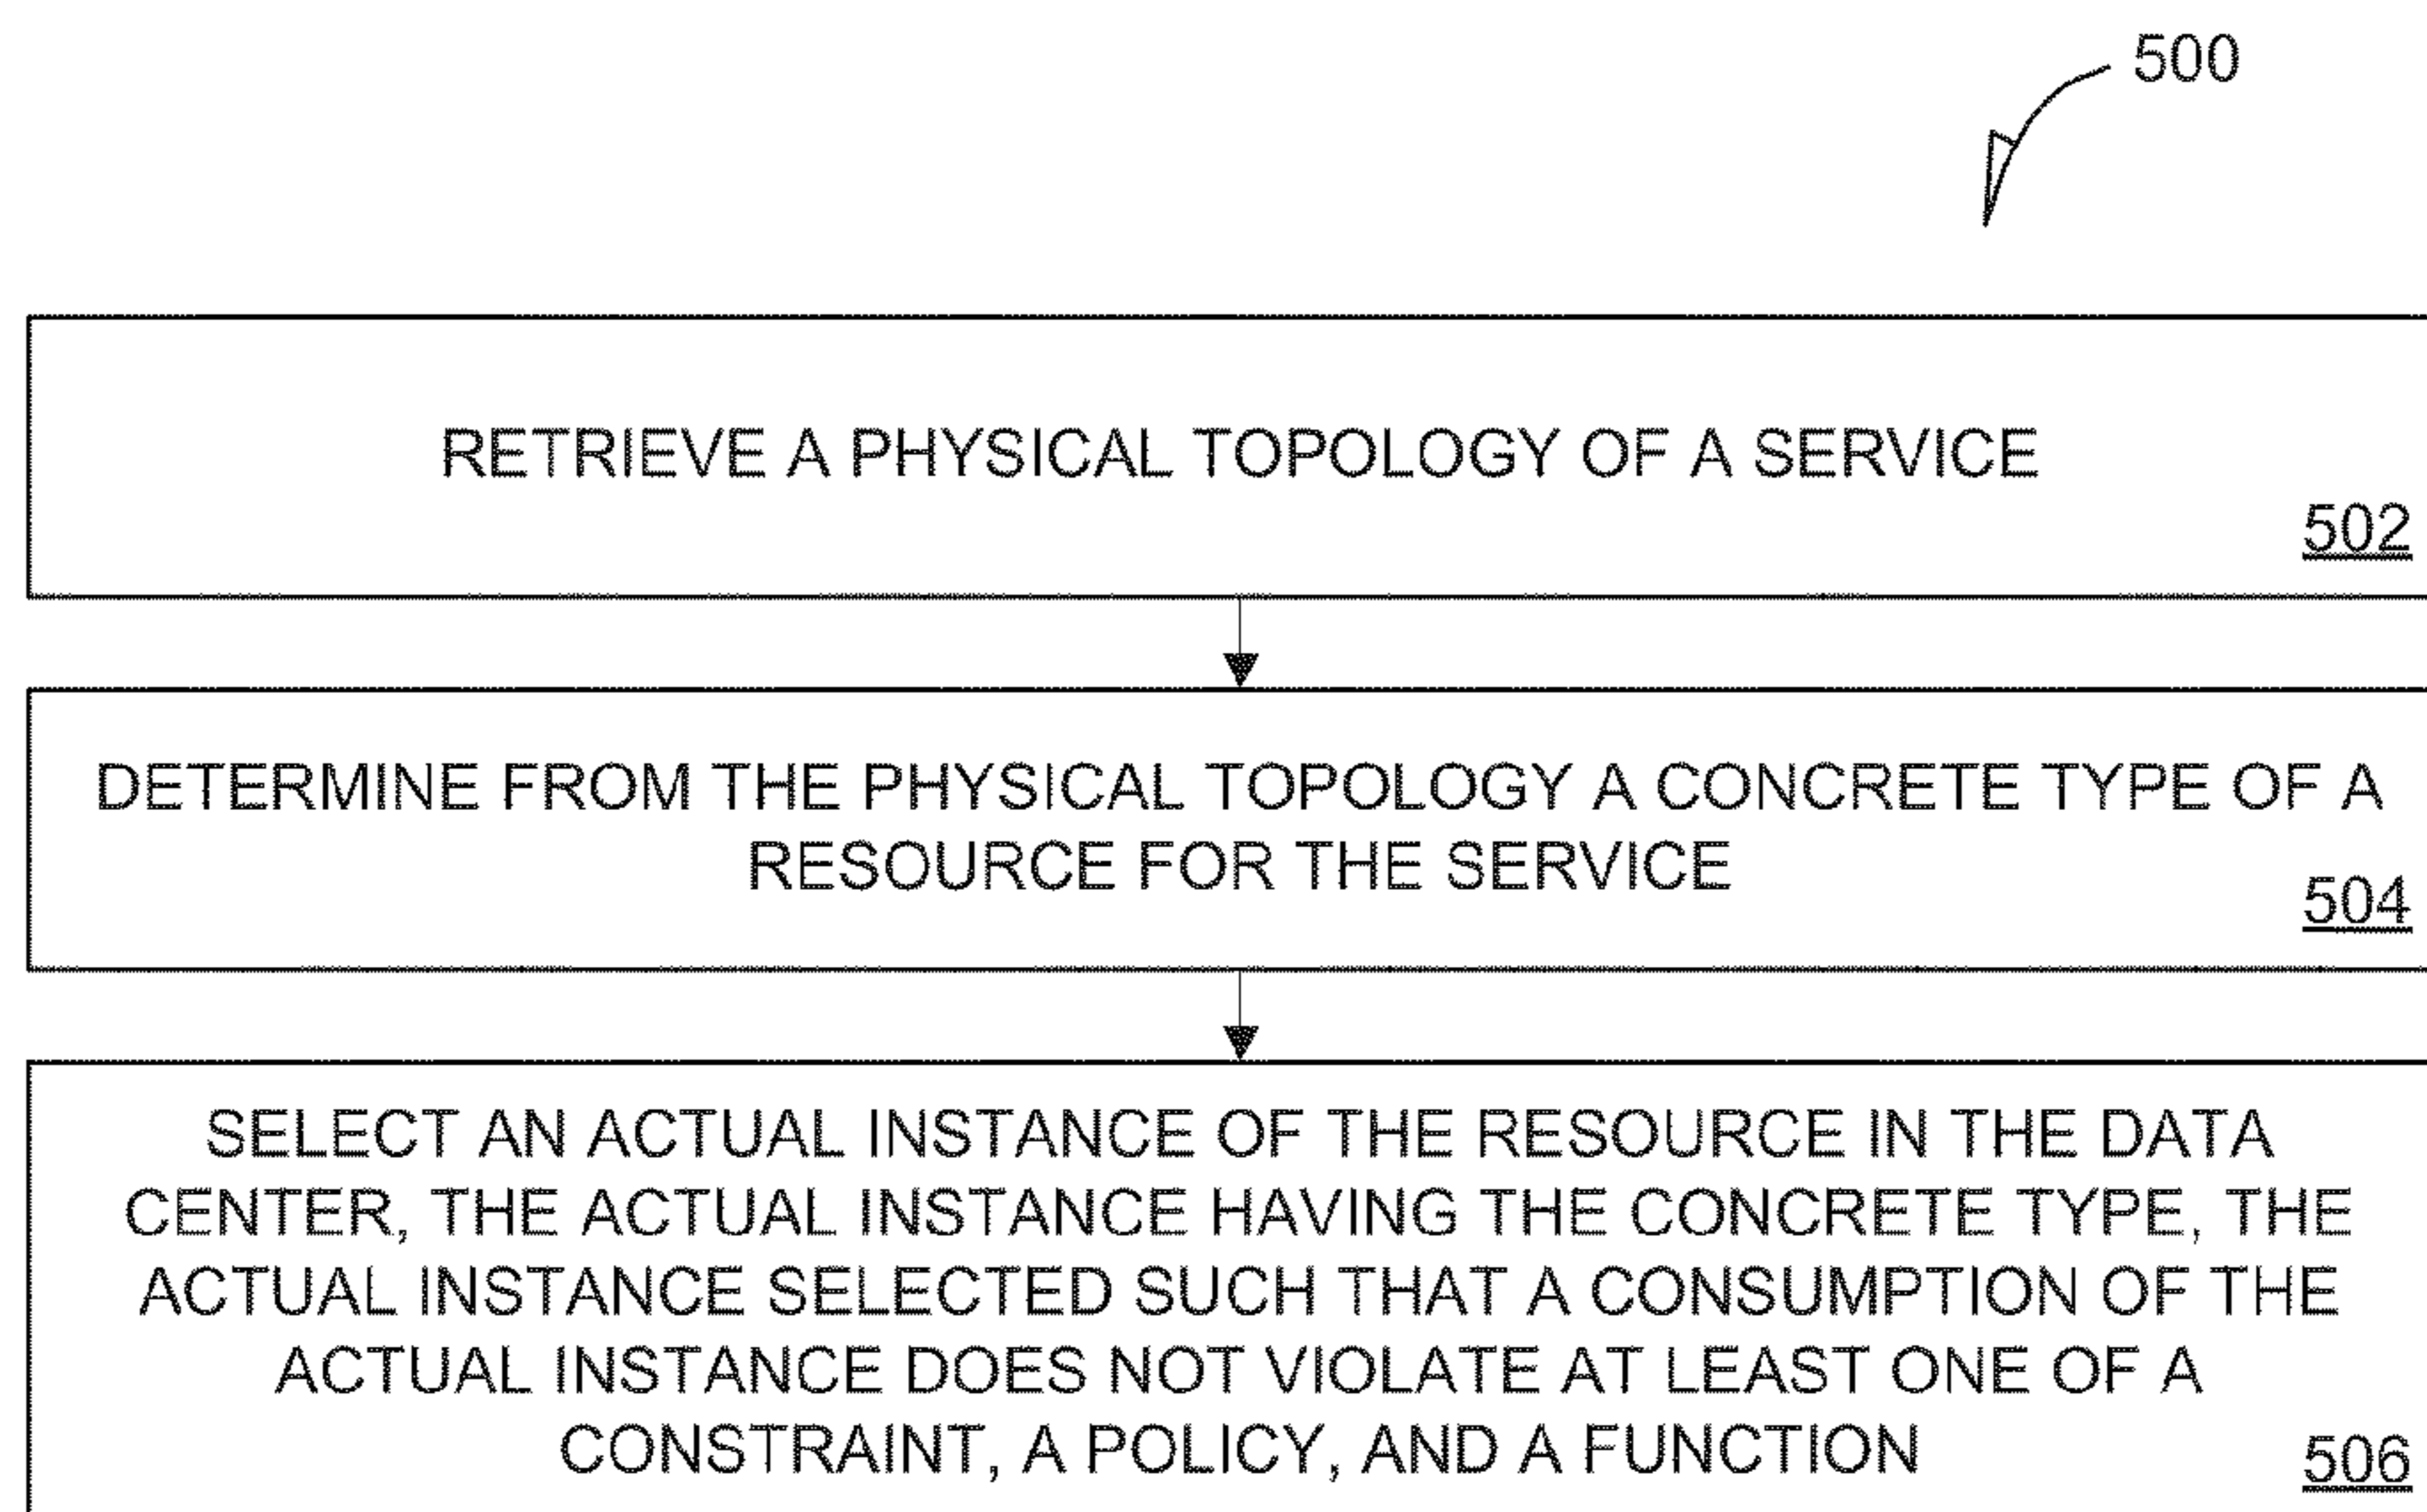 500
RETRIEVE A PHYSICAL TOPOLOGY OF A SERVICE
502
DETERMINE FROM THE PHYSICAL TOPOLOGY A CONCRETE TYPE OF A
RESOURCE FOR THE SERVICE
504
SELECT AN ACTUAL INSTANCE OF THE RESOURCE IN THE DATA
CENTER, THE ACTUAL INSTANCE HAVING THE CONCRETE TYPE, THE
ACTUAL INSTANCE SELECTED SUCH THAT A CONSUMPTION OF THE
ACTUAL INSTANCE DOES NOT VIOLATE AT LEAST ONE OF A
CONSTRAINT, A POLICY, AND A FUNCTION
506